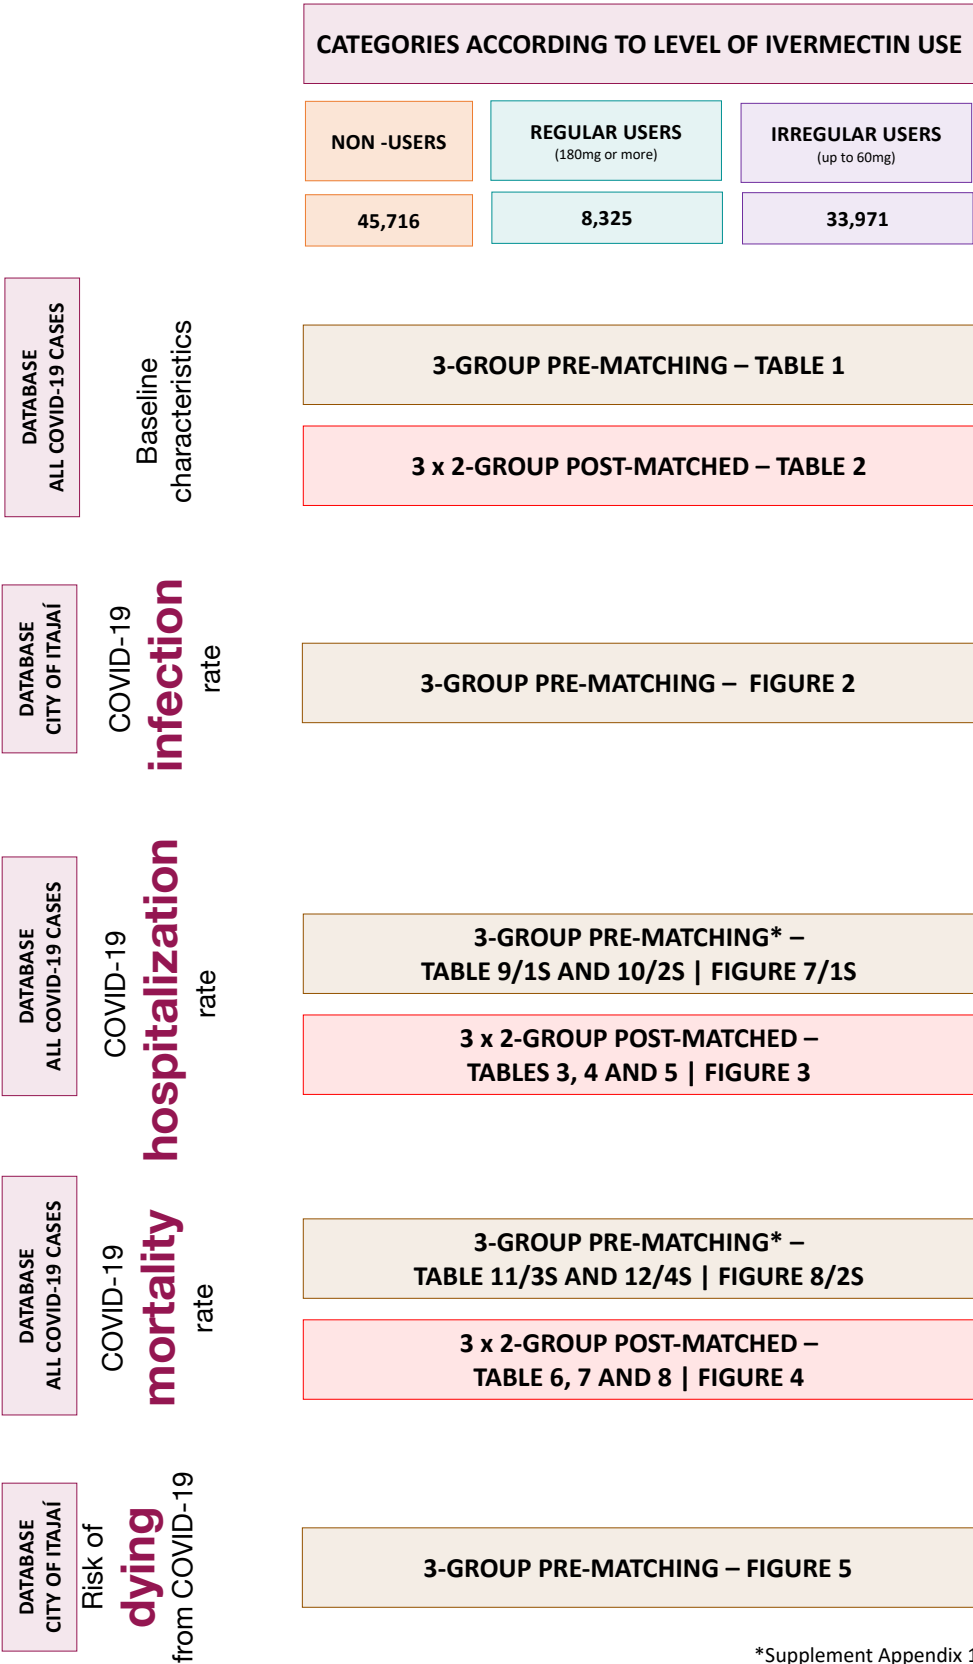 CATEGORIES ACCORDING TO LEVEL OF IVERMECTIN USE
NON -USERS
REGULAR USERS
(180mg or more)
IRREGULAR USERS
(up to 60mg)
45,716
8,325
33,971
DATABASE
ALL COVID-19 CASES
Baseline
characteristics
3-GROUP PRE-MATCHING – TABLE 1
3 x 2-GROUP POST-MATCHED – TABLE 2
DATABASE
CITY OF ITAJAÍ
COVID-19
infection
rate
3-GROUP PRE-MATCHING – FIGURE 2
DATABASE
ALL COVID-19 CASES
COVID-19
hospitalization
rate
3-GROUP PRE-MATCHING* –
TABLE 9/1S AND 10/2S | FIGURE 7/1S
3 x 2-GROUP POST-MATCHED –
TABLES 3, 4 AND 5 | FIGURE 3
DATABASE
ALL COVID-19 CASES
COVID-19
mortality
rate
3-GROUP PRE-MATCHING* –
TABLE 11/3S AND 12/4S | FIGURE 8/2S
3 x 2-GROUP POST-MATCHED –
TABLE 6, 7 AND 8 | FIGURE 4
DATABASE
CITY OF ITAJAÍ
Risk of
dying
from COVID-19
3-GROUP PRE-MATCHING – FIGURE 5
*Supplement Appendix 1